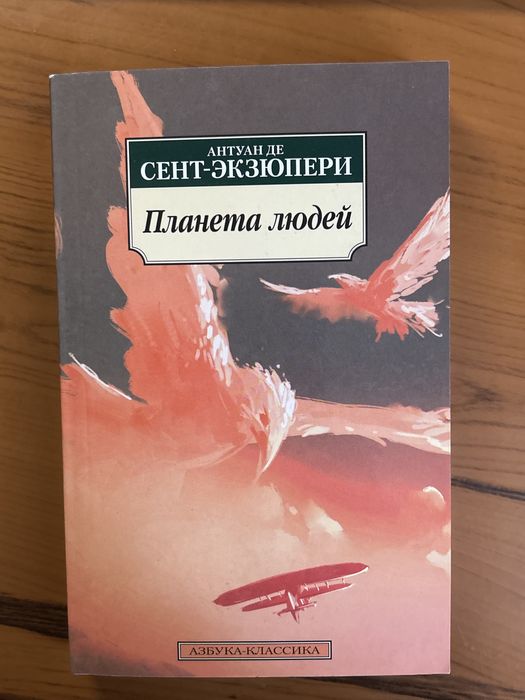 АНТУАН ДЕ
СЕНТ-ЭКЗЮПЕРИ
Планета людей
АЗБУКА-КЛАССИКА